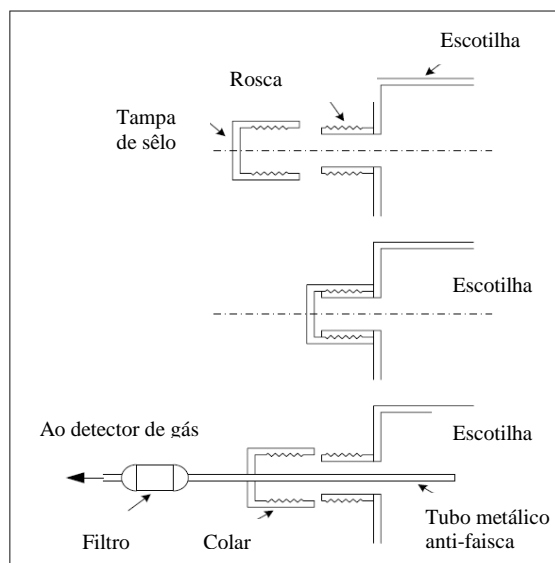 Escotilha
Rosca
Tampa
de sêlo
Escotilha
Ao detector de gás
Escotilha
Tubo metálico
anti-faisca
Filtro
Colar